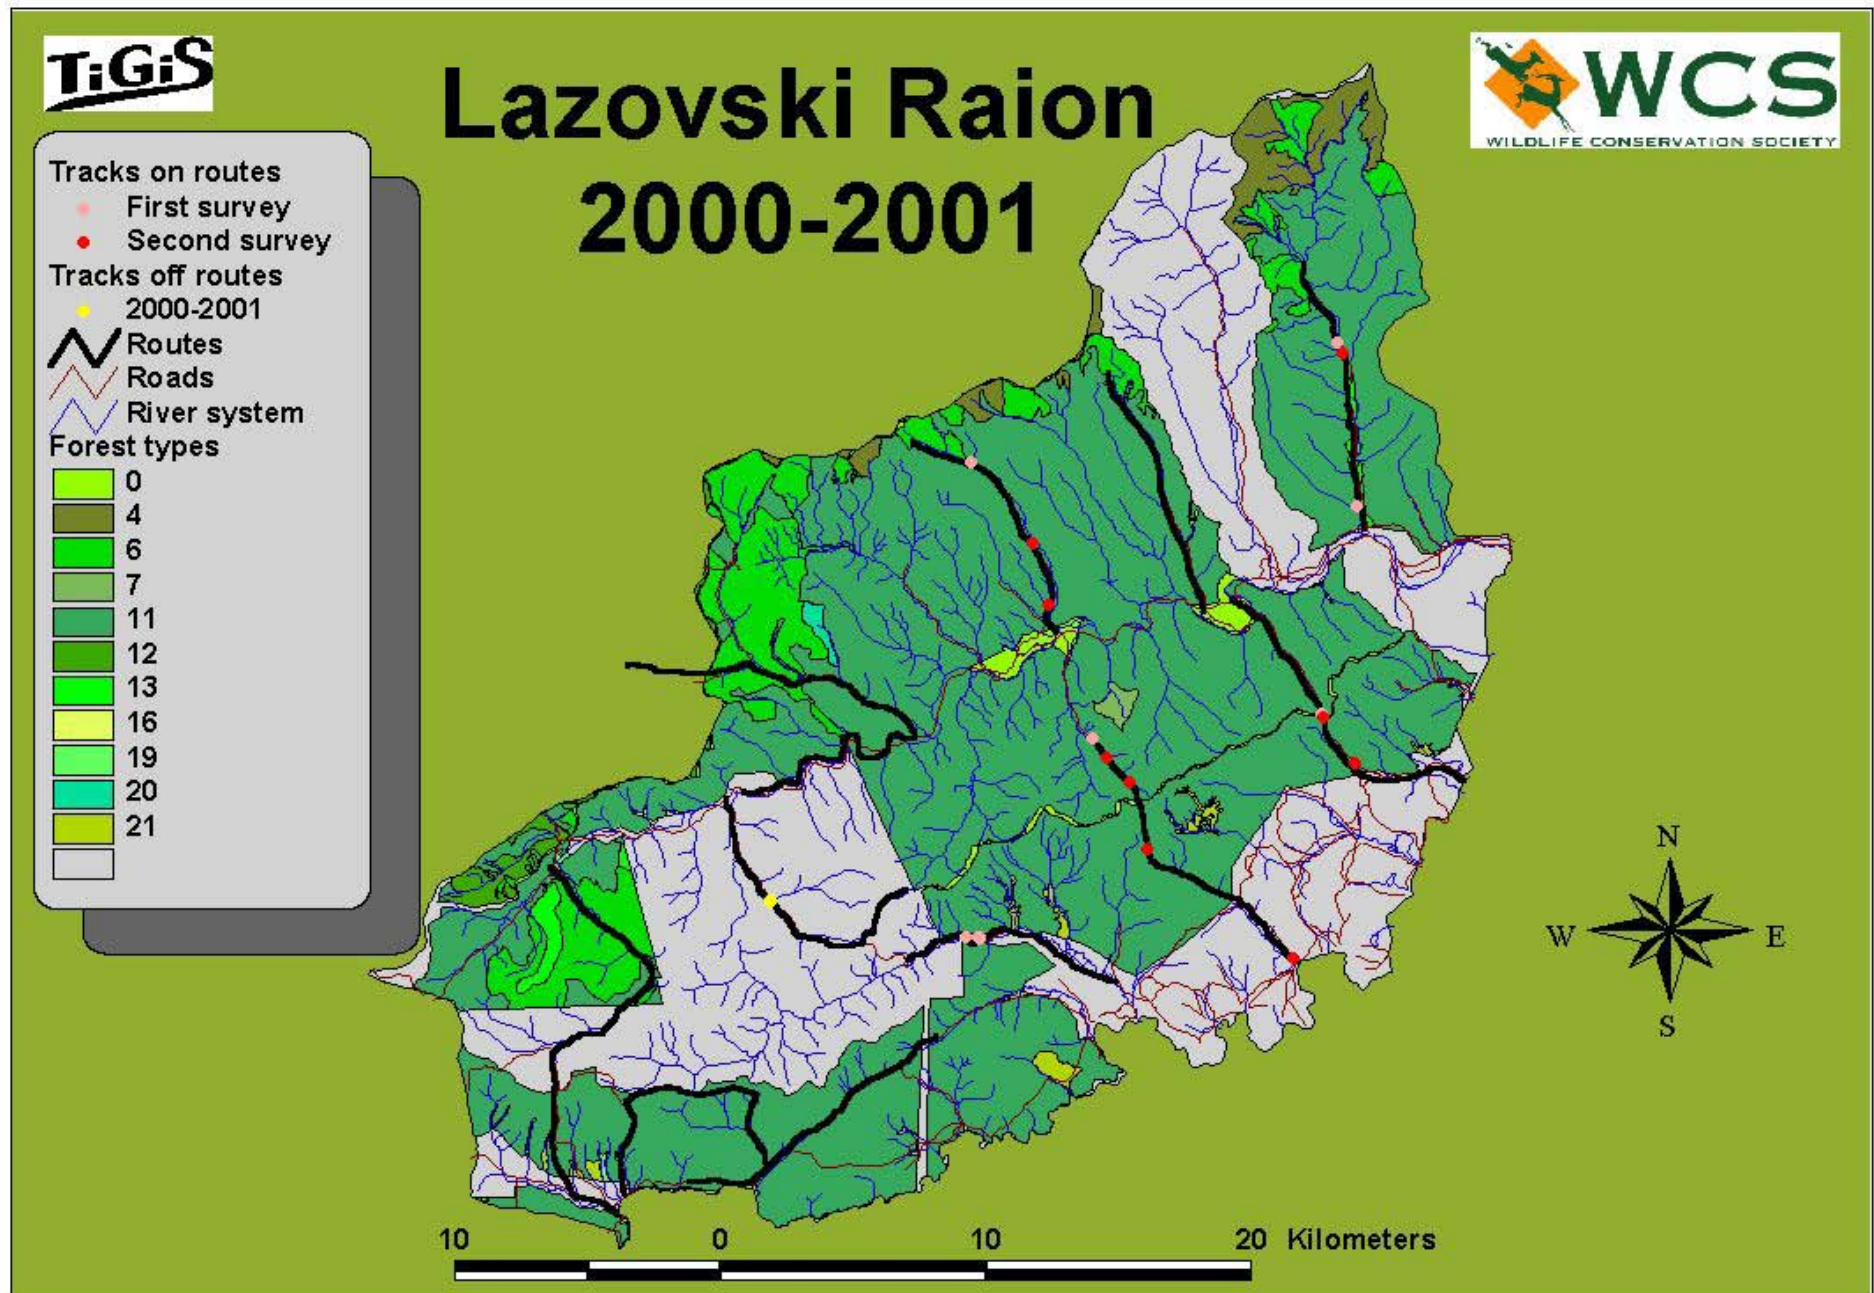 TiGiS
Lazovski Raion
2000-2001
WCS
WILDLIFE CONSERVATION SOCIETY
Tracks on routes
First survey
Second survey
Tracks off routes
2000-2001
Routes
Roads
River system
Forest types
0
4
6
7
11
12
13
16
19
20
21
N
W E
S
10 0 10 20 Kilometers